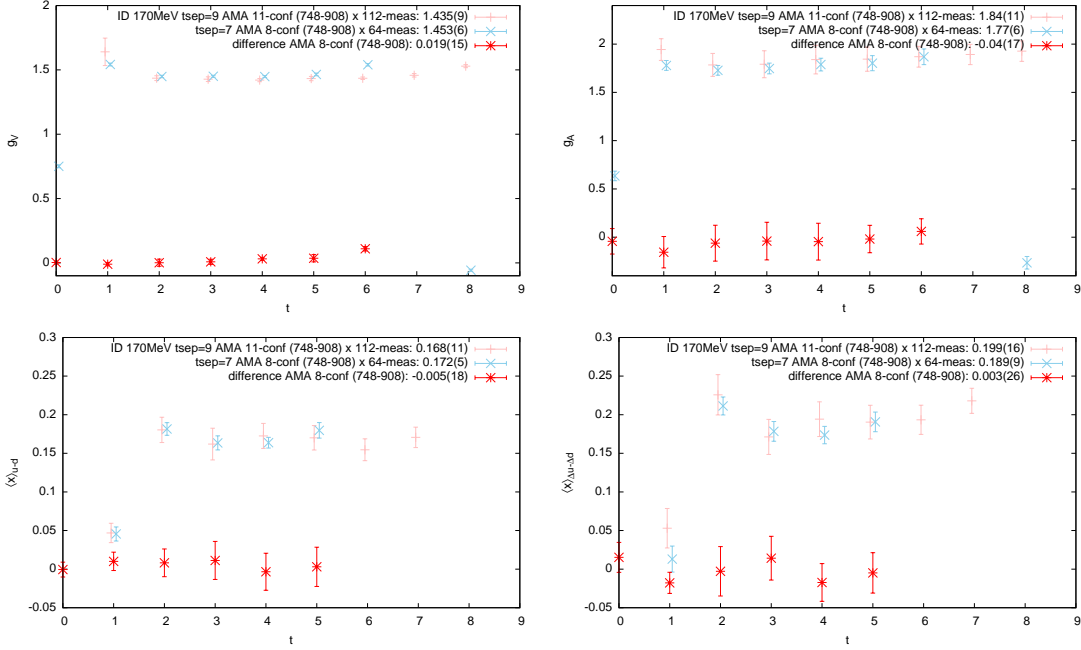 ID 170MeV tsep=9 AMA 11-conf (748-908) x 112-meas: 1.435(9)
tsep=7 AMA 8-conf (748-908) x 64-meas: 1.453(6)
difference AMA 8-conf (748-908): 0.019(15)
2
1.5
1
0.5
0
gV
0 1 2 3 4 5 6 7 8 9
t
ID 170MeV tsep=9 AMA 11-conf (748-908) x 112-meas: 1.84(11)
tsep=7 AMA 8-conf (748-908) x 64-meas: 1.77(6)
difference AMA 8-conf (748-908): -0.04(17)
2
1.5
1
0.5
0
gA
0 1 2 3 4 5 6 7 8 9
t
ID 170MeV tsep=9 AMA 11-conf (748-908) x 112-meas: 0.168(11)
tsep=7 AMA 8-conf (748-908) x 64-meas: 0.172(5)
difference AMA 8-conf (748-908): -0.005(18)
0.3
0.25
0.2
0.15
0.1
0.05
0
-0.05
⟨x⟩u-d
0 1 2 3 4 5 6 7 8 9
t
ID 170MeV tsep=9 AMA 11-conf (748-908) x 112-meas: 0.199(16)
tsep=7 AMA 8-conf (748-908) x 64-meas: 0.189(9)
difference AMA 8-conf (748-908): 0.003(26)
0.3
0.25
0.2
0.15
0.1
0.05
0
-0.05
⟨x⟩Δu-Δd
0 1 2 3 4 5 6 7 8 9
t